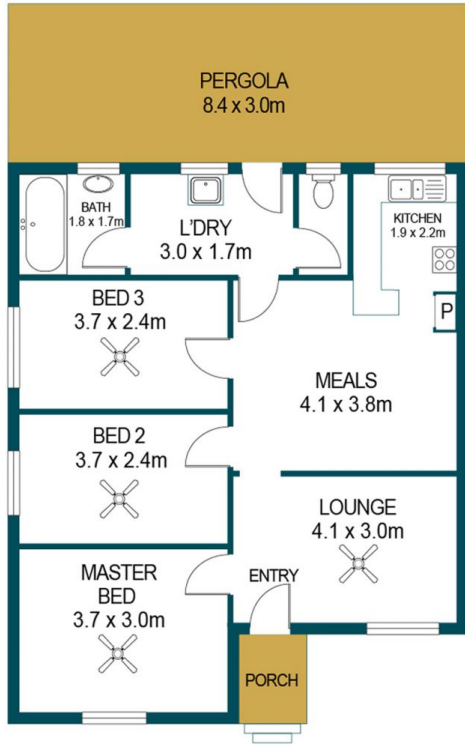 PERGOLA
8.4 x 3.0m
BATH
1.8 x 1.7m
L'DRY
3.0 x 1.7m
KITCHEN
1.9 x 2.2m
P
BED 3
3.7 x 2.4m
MEALS
4.1 x 3.8m
BED 2
3.7 x 2.4m
LOUNGE
4.1 x 3.0m
MASTER
BED
3.7 x 3.0m
ENTRY
PORCH